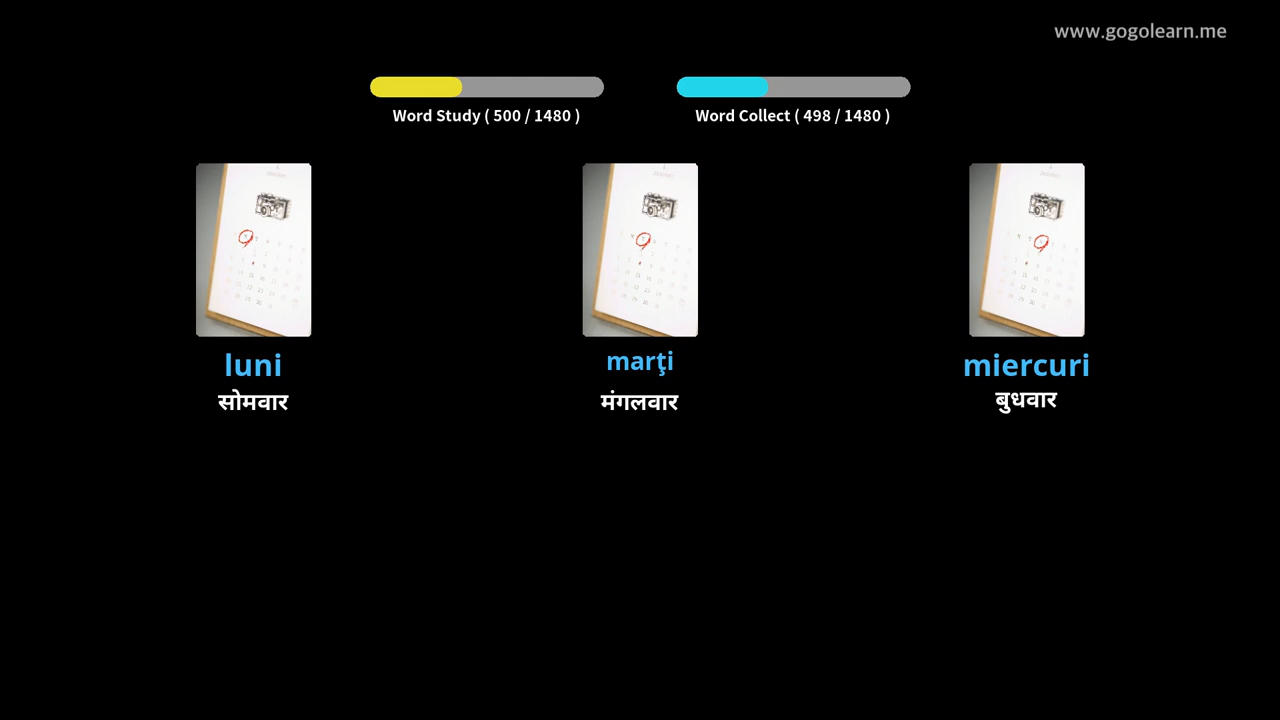 www.gogolearn.me
Word Study ( 500 / 1480 )
Word Collect ( 498 / 1480 )
luni
marţi
miercuri
सोमवार
मंगलवार
बुधवार